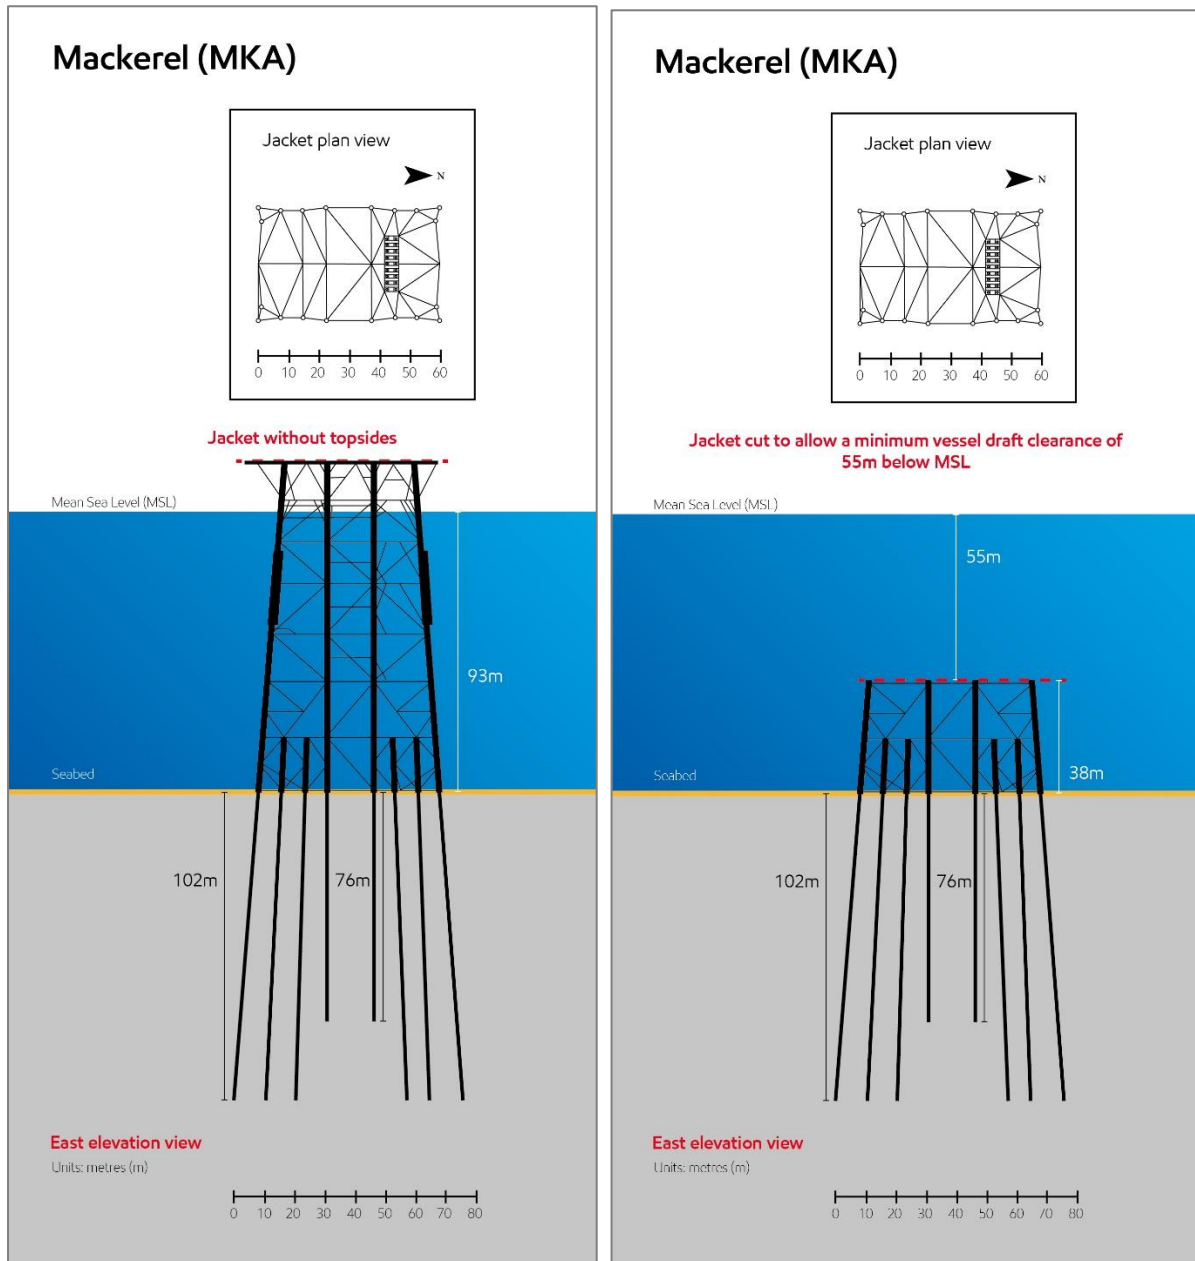 Mackerel (MKA)
Jacket plan view
N
0 10 20 30 40 50 60
Jacket without topsides
Mean Sea Level (MSL)
93m
Seabed
102m
76m
East elevation view
Units: metres (m)
0 10 20 30 40 50 60 70 80
Mackerel (MKA)
Jacket plan view
N
0 10 20 30 40 50 60
Jacket cut to allow a minimum vessel draft clearance of
55m below MSL
Mean Sea Level (MSL)
55m
Seabed
38m
102m
76m
East elevation view
Units: metres (m)
0 10 20 30 40 50 60 70 80